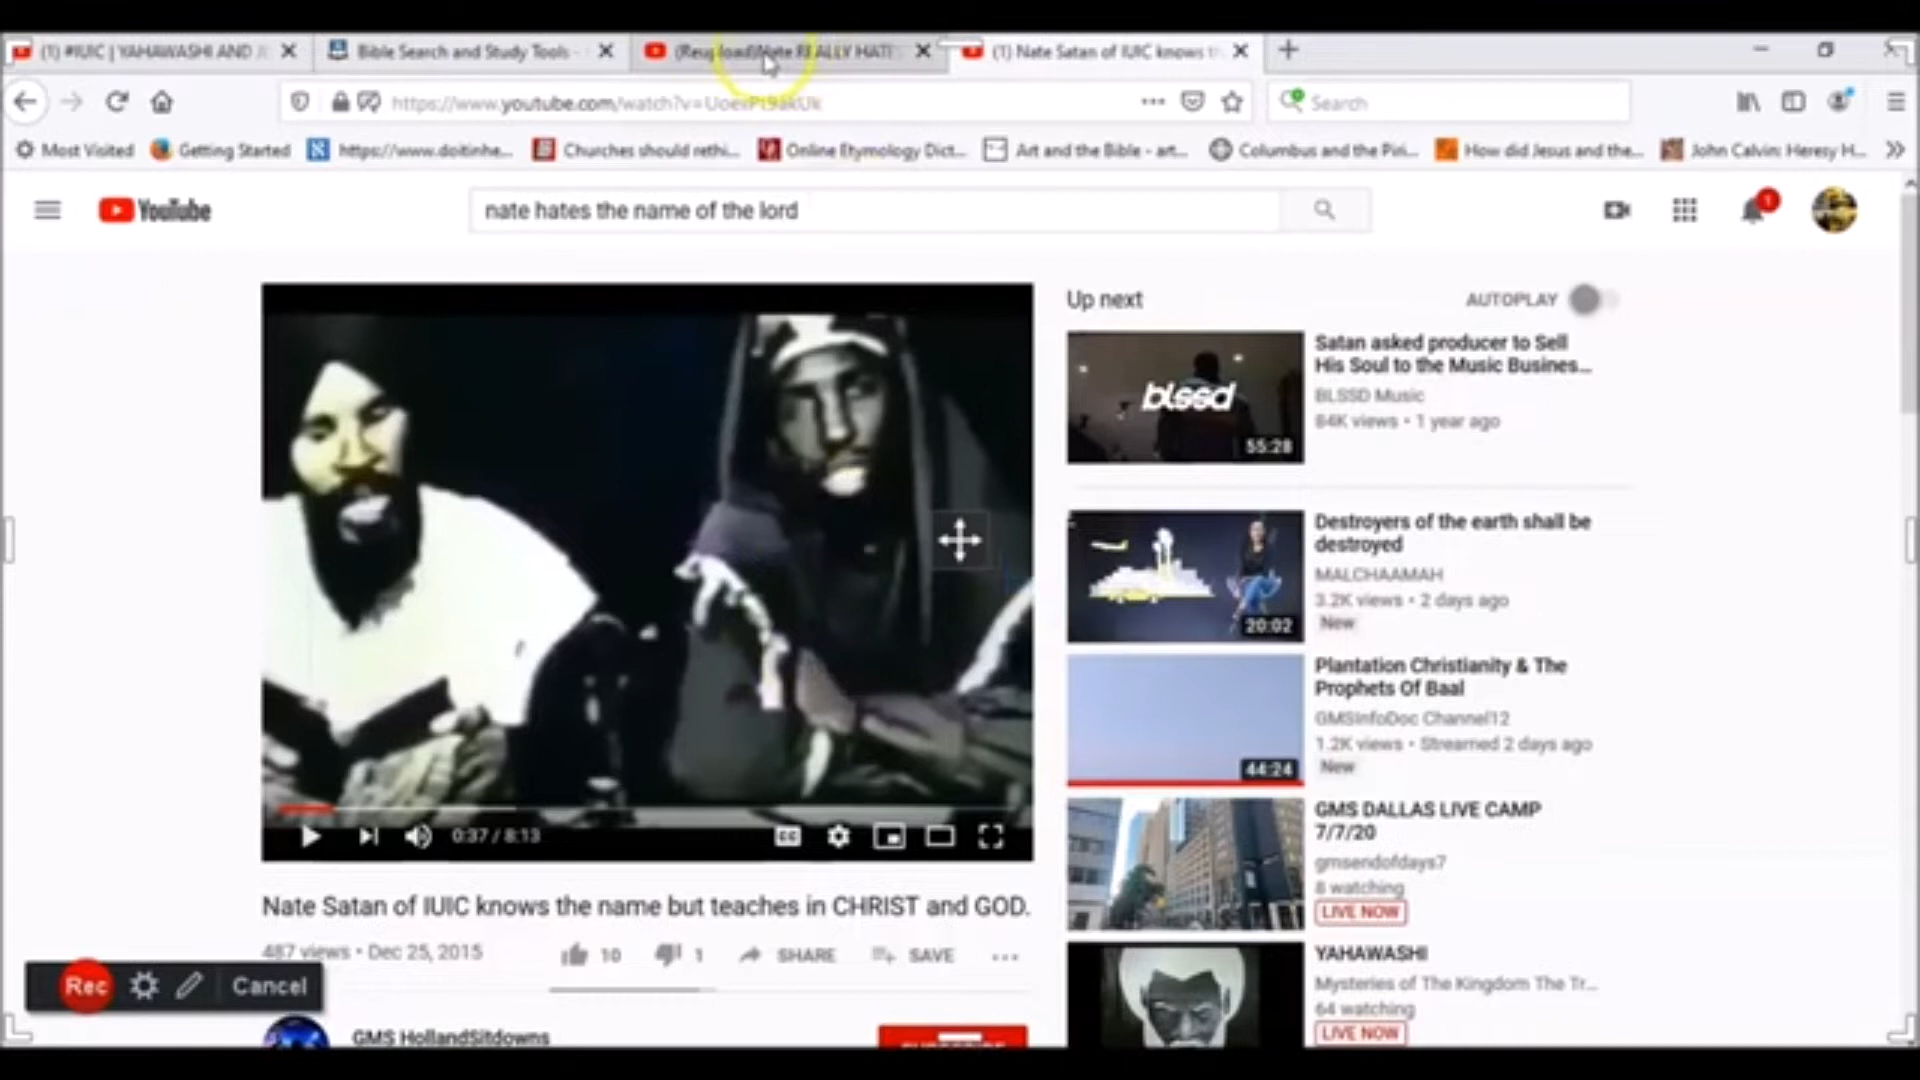 (1) #IUIC | YAHAWASHI AND
Bible Search and Study Tools -
(Reupload)Nate REALLY HATE
(1) Nate Satan of IUIC knows
https://www.youtube.com/watch?v=
Search
Most Visited
Getting Started
https://www.doitinhe...
Churches should rethi...
Online Etymology Dict...
Art and the Bible - art...
Columbus and the Piri...
How did Jesus and the...
John Calvin: Heresy H...
YouTube
nate hates the name of the lord
1
Up next
AUTOPLAY
Satan asked producer to Sell
His Soul to the Music Busines...
BLSSD Music
84K views • 1 year ago
blssd
55:28
Destroyers of the earth shall be
destroyed
MALCHAAMAH
3.2K views • 2 days ago
New
20:02
Plantation Christianity & The
Prophets Of Baal
GMSInfoDoc Channel12
1.2K views • Streamed 2 days ago
New
44:24
GMS DALLAS LIVE CAMP
7/7/20
gmsendofdays7
8 watching
LIVE NOW
YAHAWASHI
Mysteries of The Kingdom The Tr...
64 watching
LIVE NOW
0:37 / 8:13
CC
Nate Satan of IUIC knows the name but teaches in CHRIST and GOD.
487 views • Dec 25, 2015
10
1
SHARE
SAVE
Rec
Cancel
GMS HollandSitdowns